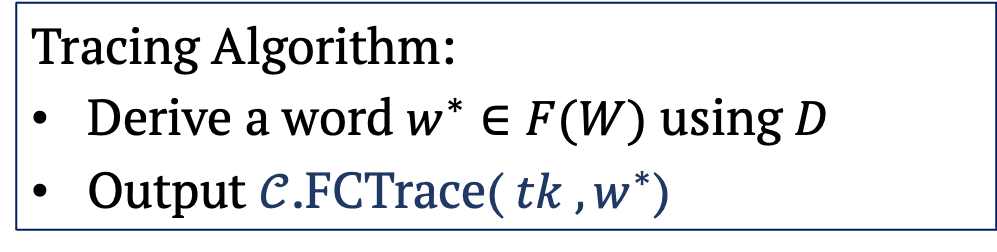 Tracing Algorithm:
• Derive a word w* ∈ F(W) using D
• Output 𝒞.FCTrace( tk , w*)